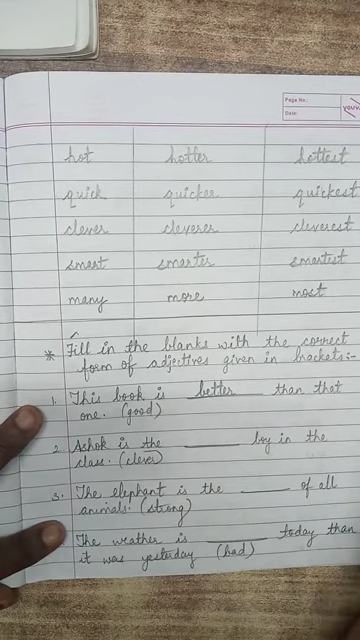 Page No.:
Date:
hot hotter hottest
quick quicker quickest
clever cleverer cleverest
smart smarter smartest
many more most
* Fill in the blanks with the correct
form of adjectives given in brackets:-
1. This book is better than that
one. (good)
2. Ashok is the ______ boy in the
class. (clever)
3. The elephant is the _____ of all
animals. (strong)
The weather is ______ today than
it was yesterday (bad)